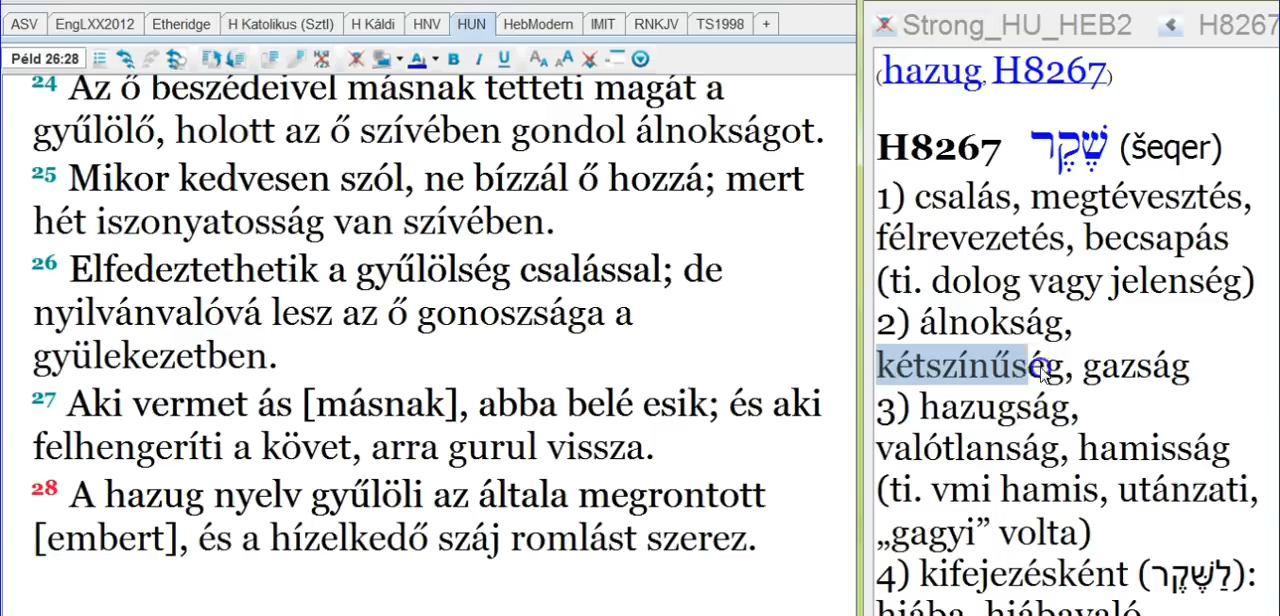 ASV EngLXX2012 Etheridge H Katolikus (Sztl) H Káldi HNV HUN HebModern IMIT RNKJV TS1998 +
Péld 26:28
24 Az ő beszédeivel másnak tetteti magát a
gyűlölő, holott az ő szívében gondol álnokságot.
25 Mikor kedvesen szól, ne bízzál ő hozzá; mert
hét iszonyatosság van szívében.
26 Elfedeztethetik a gyűlölség csalással; de
nyilvánvalóvá lesz az ő gonoszsága a
gyülekezetben.
27 Aki vermet ás [másnak], abba belé esik; és aki
felhengeríti a követ, arra gurul vissza.
28 A hazug nyelv gyűlöli az általa megrontott
[embert], és a hízelkedő száj romlást szerez.
Strong_HU_HEB2 H8267
(hazug, H8267)
H8267 שֶׁקֶר (šeqer)
1) csalás, megtévesztés,
félrevezetés, becsapás
(ti. dolog vagy jelenség)
2) álnokság,
kétszínűség, gazság
3) hazugság,
valótlanság, hamisság
(ti. vmi hamis, utánzati,
„gagyi” volta)
4) kifejezésként (לַשֶּׁקֶר):
hiába, hiábavaló